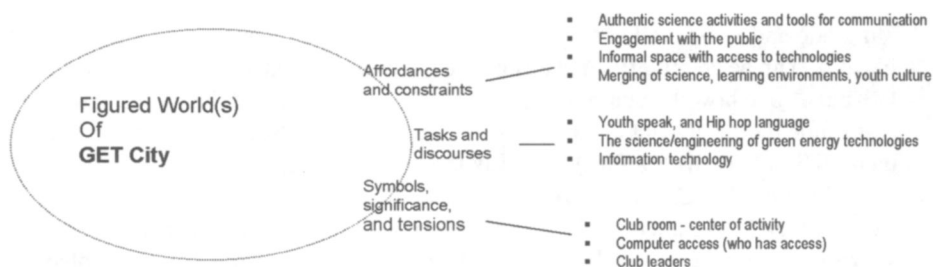 Figured World(s)
Of
GET City
Affordances
and constraints
▪ Authentic science activities and tools for communication
▪ Engagement with the public
▪ Informal space with access to technologies
▪ Merging of science, learning environments, youth culture
Tasks and
discourses
▪ Youth speak, and Hip hop language
▪ The science/engineering of green energy technologies
▪ Information technology
Symbols,
significance,
and tensions
▪ Club room - center of activity
▪ Computer access (who has access)
▪ Club leaders